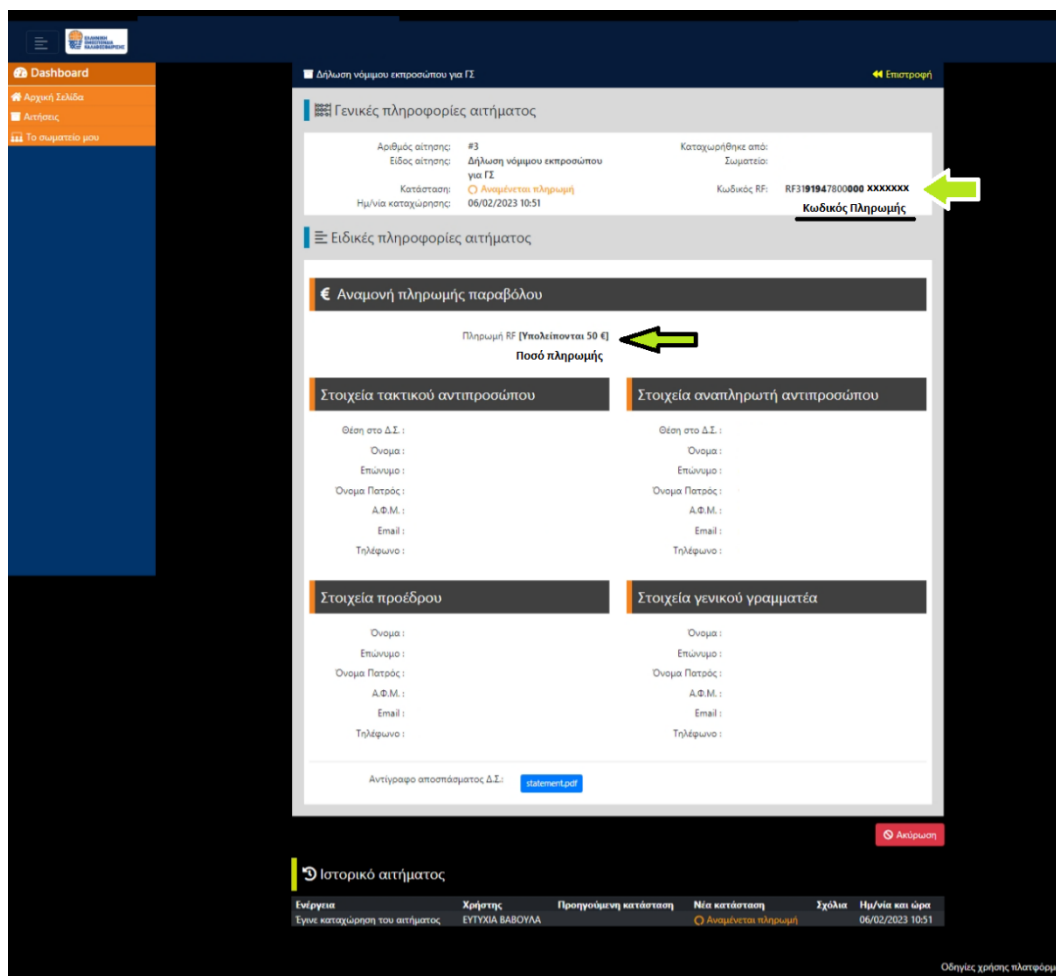 ΕΛΛΗΝΙΚΗ
ΟΜΟΣΠΟΝΔΙΑ
ΚΑΛΑΘΟΣΦΑΙΡΙΣΗΣ
Dashboard
Αρχική Σελίδα
Αιτήσεις
Το σωματείο μου
Δήλωση νόμιμου εκπροσώπου για ΓΣ
Επιστροφή
Γενικές πληροφορίες αιτήματος
Αριθμός αίτησης: #3
Καταχωρήθηκε από:
Είδος αίτησης: Δήλωση νόμιμου εκπροσώπου για ΓΣ
Σωματείο:
Κατάσταση: Αναμένεται πληρωμή
Κωδικός RF: RF3191947800000 XXXXXXX
Ημ/νία καταχώρησης: 06/02/2023 10:51
Κωδικός Πληρωμής
Ειδικές πληροφορίες αιτήματος
€ Αναμονή πληρωμής παραβόλου
Πληρωμή RF [Υπολείπονται 50 €]
Ποσό πληρωμής
Στοιχεία τακτικού αντιπροσώπου
Θέση στο Δ.Σ. :
Όνομα :
Επώνυμο :
Όνομα Πατρός :
Α.Φ.Μ. :
Email :
Τηλέφωνο :
Στοιχεία αναπληρωτή αντιπροσώπου
Θέση στο Δ.Σ. :
Όνομα :
Επώνυμο :
Όνομα Πατρός :
Α.Φ.Μ. :
Email :
Τηλέφωνο :
Στοιχεία προέδρου
Όνομα :
Επώνυμο :
Όνομα Πατρός :
Α.Φ.Μ. :
Email :
Τηλέφωνο :
Στοιχεία γενικού γραμματέα
Όνομα :
Επώνυμο :
Όνομα Πατρός :
Α.Φ.Μ. :
Email :
Τηλέφωνο :
Αντίγραφο αποσπάσματος Δ.Σ.: statement.pdf
Ακύρωση
Ιστορικό αιτήματος
Ενέργεια Χρήστης Προηγούμενη κατάσταση Νέα κατάσταση Σχόλια Ημ/νία και ώρα
Έγινε καταχώρηση του αιτήματος ΕΥΤΥΧΙΑ ΒΑΒΟΥΛΑ Αναμένεται πληρωμή 06/02/2023 10:51
Οδηγίες χρήσης πλατφόρμ